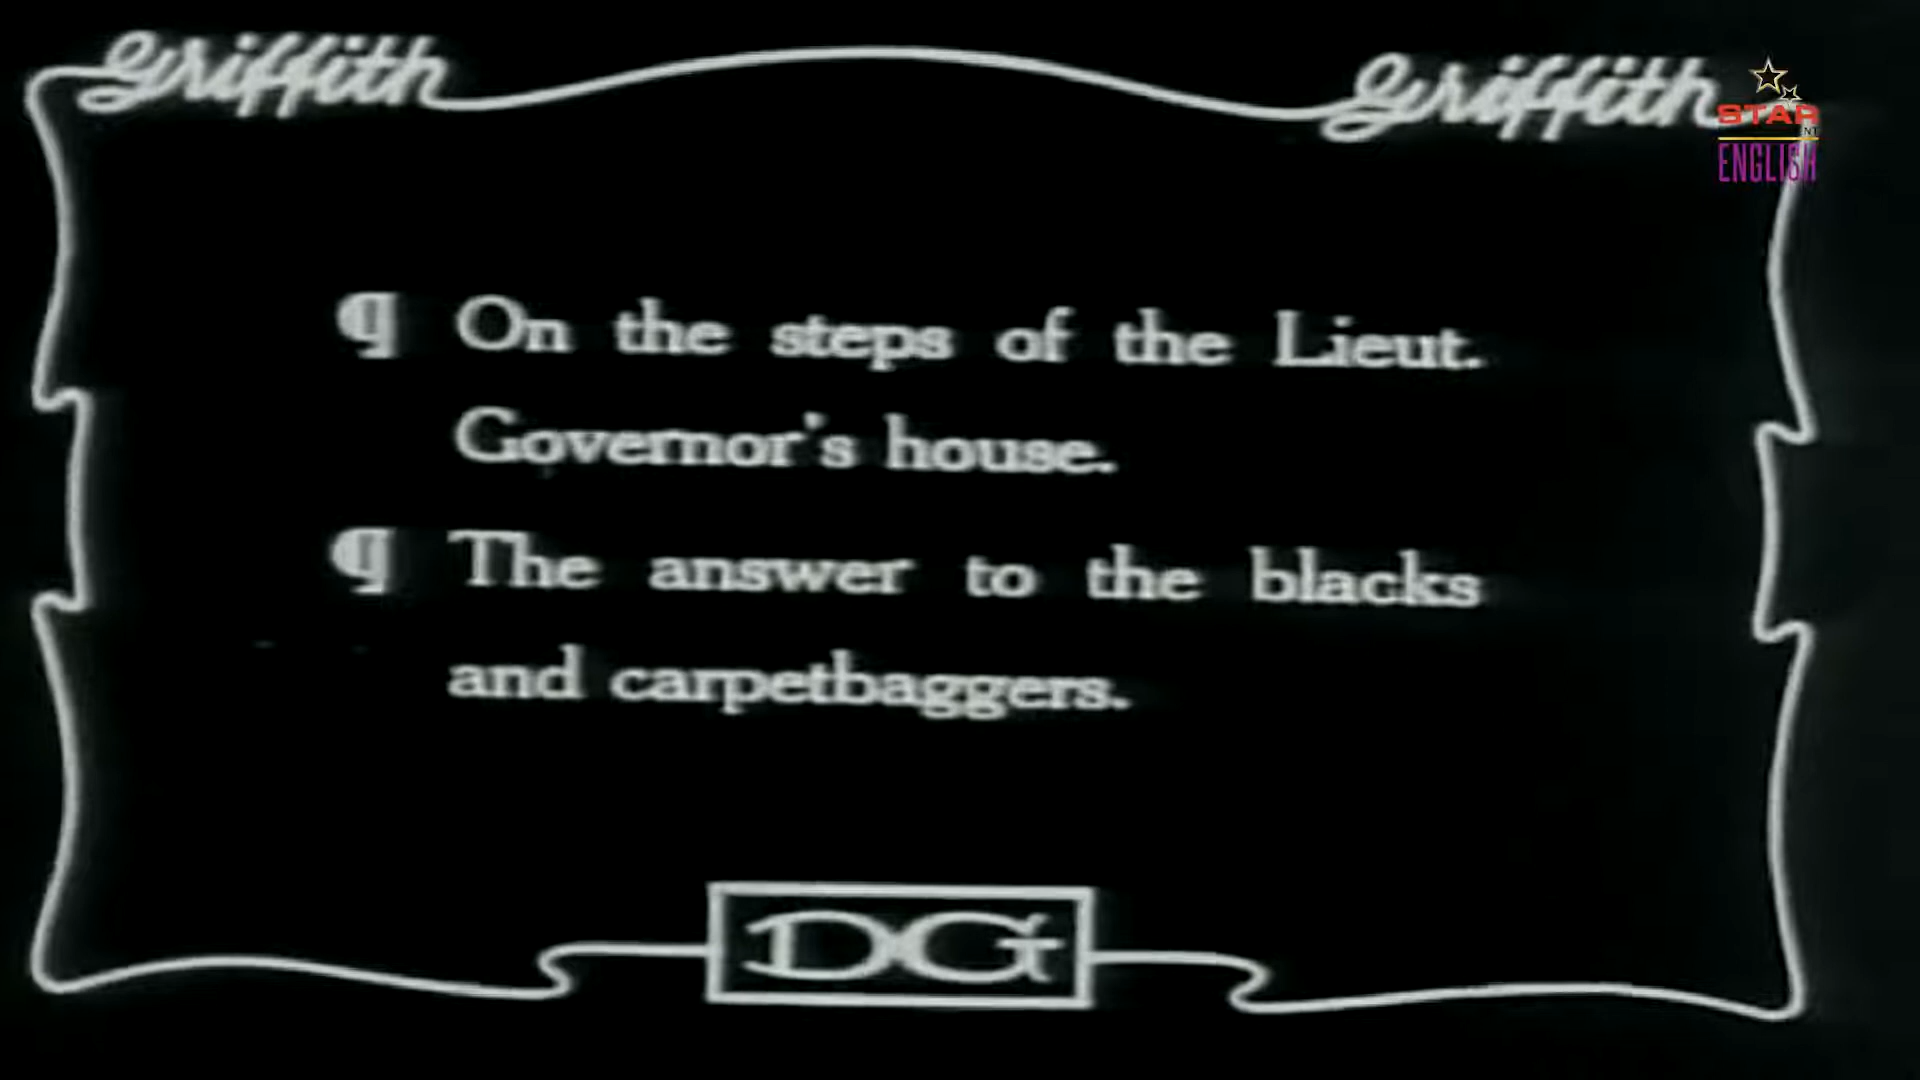 Griffith Griffith
STAR
ENGLISH
¶ On the steps of the Lieut.
Governor's house.
¶ The answer to the blacks
and carpetbaggers.
DG